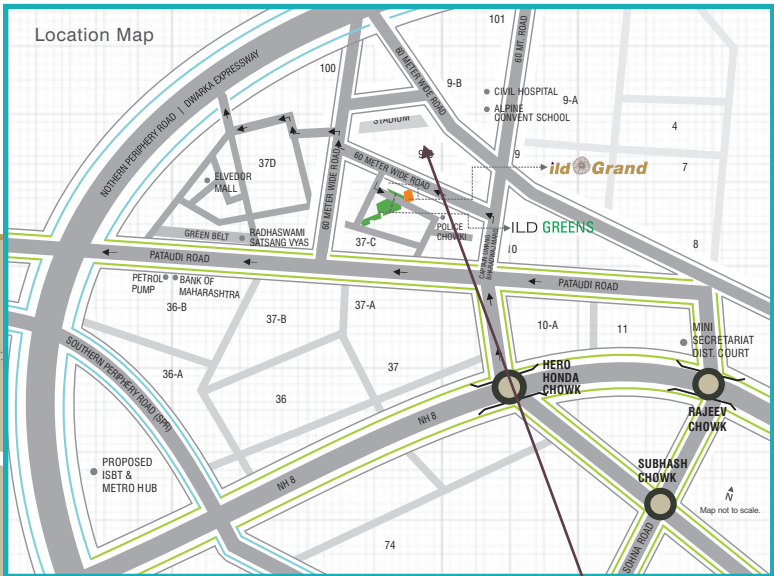 Location Map
101
100
60 METER WIDE ROAD
60 MT. ROAD
9-B
CIVIL HOSPITAL
ALPINE
CONVENT SCHOOL
9-A
4
NOTHERN PERIPHERY ROAD | DWARKA EXPRESSWAY
STADIUM
37D
ELVEDOR
MALL
60 METER WIDE ROAD
60 METER WIDE ROAD
9
ild Grand
7
GREEN BELT
RADHASWAMI
SATSANG VYAS
37-C
POLICE
CHOWKI
ILD GREENS
8
PATAUDI ROAD
PATAUDI ROAD
PETROL
PUMP
BANK OF
MAHARASHTRA
36-B
37-B
37-A
10-A
11
MINI
SECRETARIAT
DIST. COURT
SOUTHERN PERIPHERY ROAD (SPR)
36-A
36
37
HERO
HONDA
CHOWK
RAJEEV
CHOWK
NH 8
NH 8
PROPOSED
ISBT &
METRO HUB
SUBHASH
CHOWK
N
Map not to scale.
SOHNA ROAD
74